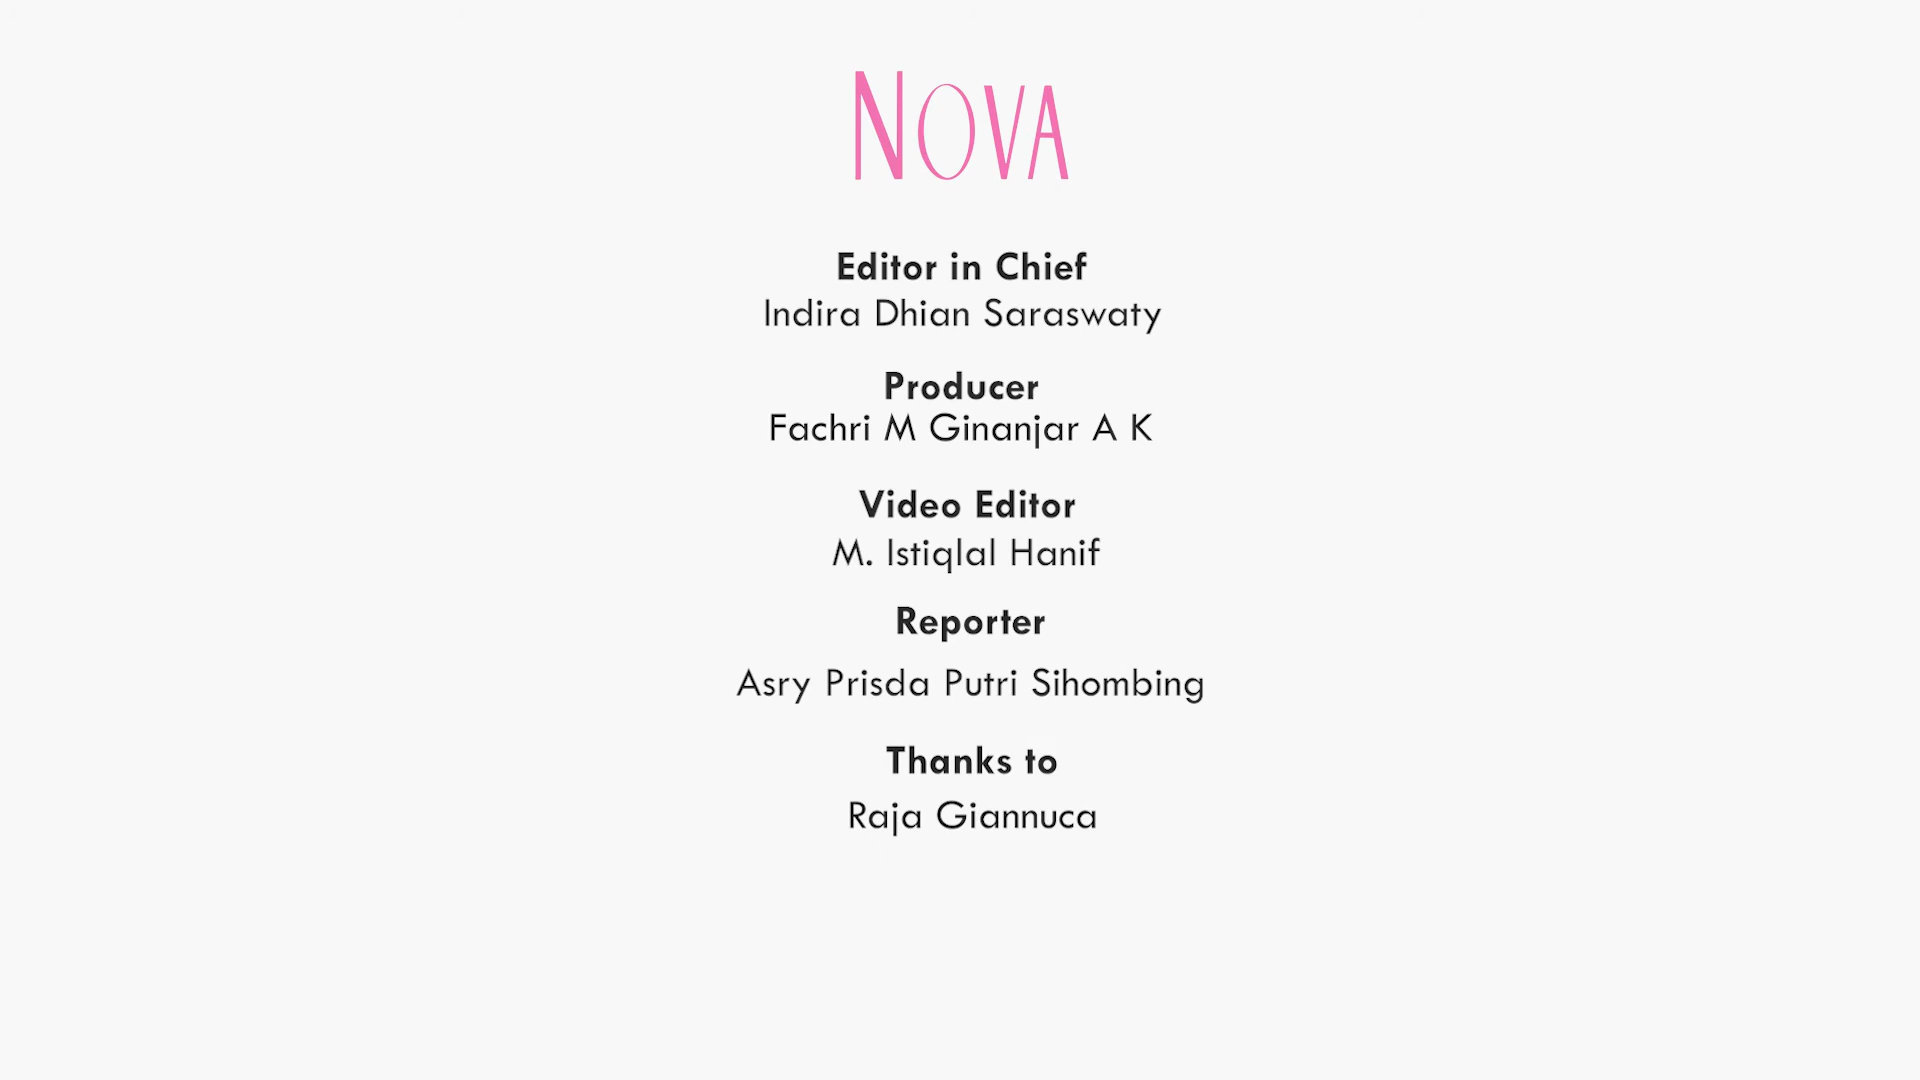 NOVA
Editor in Chief
Indira Dhian Saraswaty
Producer
Fachri M Ginanjar A K
Video Editor
M. Istiqlal Hanif
Reporter
Asry Prisda Putri Sihombing
Thanks to
Raja Giannuca